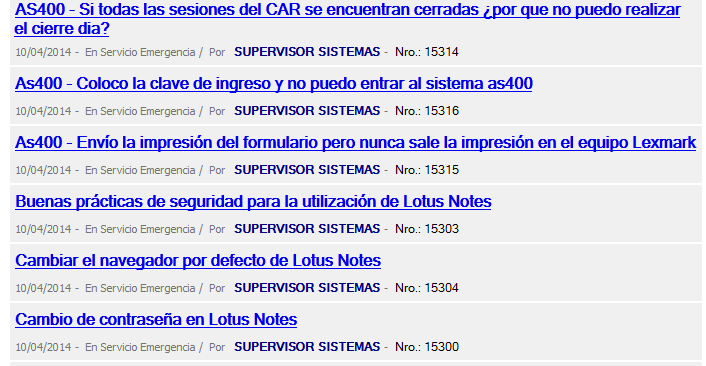 AS400 - Si todas las sesiones del CAR se encuentran cerradas ¿por que no puedo realizar
el cierre dia?
10/04/2014 - En Servicio Emergencia / Por SUPERVISOR SISTEMAS - Nro.: 15314
As400 - Coloco la clave de ingreso y no puedo entrar al sistema as400
10/04/2014 - En Servicio Emergencia / Por SUPERVISOR SISTEMAS - Nro.: 15316
As400 - Envío la impresión del formulario pero nunca sale la impresión en el equipo Lexmark
10/04/2014 - En Servicio Emergencia / Por SUPERVISOR SISTEMAS - Nro.: 15315
Buenas prácticas de seguridad para la utilización de Lotus Notes
10/04/2014 - En Servicio Emergencia / Por SUPERVISOR SISTEMAS - Nro.: 15303
Cambiar el navegador por defecto de Lotus Notes
10/04/2014 - En Servicio Emergencia / Por SUPERVISOR SISTEMAS - Nro.: 15304
Cambio de contraseña en Lotus Notes
10/04/2014 - En Servicio Emergencia / Por SUPERVISOR SISTEMAS - Nro.: 15300